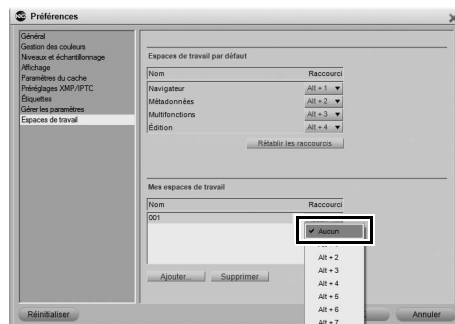 Préférences
Général
Gestion des couleurs
Niveaux et échantillonnage
Affichage
Paramètres du cache
Préréglages XMP/IPTC
Étiquettes
Gérer les paramètres
Espaces de travail
Espaces de travail par défaut
Nom Raccourci
Navigateur Alt + 1
Métadonnées Alt + 2
Multifonctions Alt + 3
Édition Alt + 4
Rétablir les raccourcis
Mes espaces de travail
Nom Raccourci
001
Aucun
Alt + 2
Alt + 3
Alt + 4
Alt + 5
Alt + 6
Alt + 7
Ajouter... Supprimer
Réinitialiser Annuler